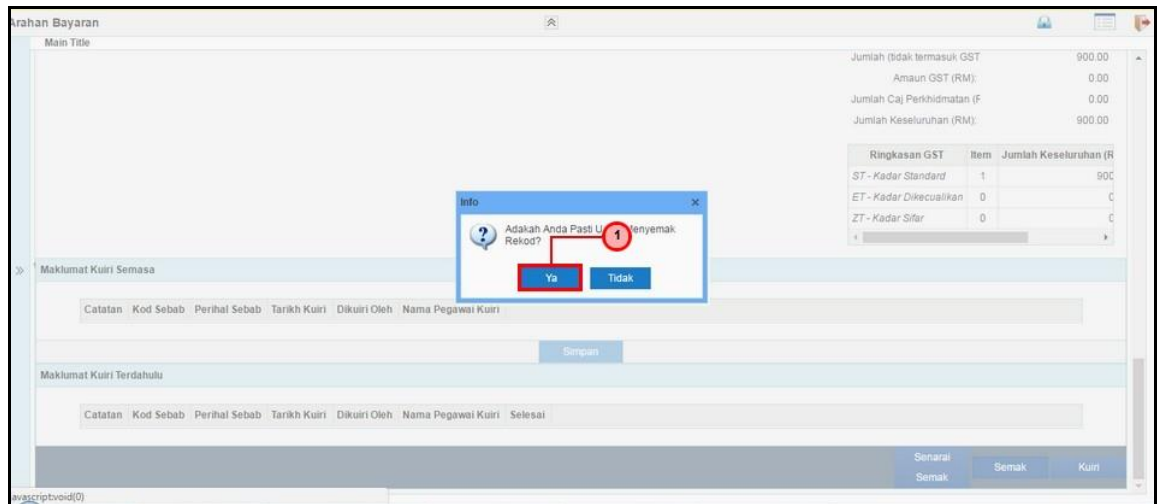 Arahan Bayaran
Main Title
Jumlah (tidak termasuk GST 900.00
Amaun GST (RM): 0.00
Jumlah Caj Perkhidmatan (F 0.00
Jumlah Keseluruhan (RM): 900.00
Ringkasan GST Item Jumlah Keseluruhan (R
ST - Kadar Standard 1 900
ET - Kadar Dikecualikan 0 0
ZT - Kadar Sifar 0 0
Info x
Adakah Anda Pasti U 1 Menyemak
Rekod?
Ya Tidak
Maklumat Kuiri Semasa
Catatan Kod Sebab Perihal Sebab Tarikh Kuiri Dikuiri Oleh Nama Pegawai Kuiri
Simpan
Maklumat Kuiri Terdahulu
Catatan Kod Sebab Perihal Sebab Tarikh Kuiri Dikuiri Oleh Nama Pegawai Kuiri Selesai
Senarai
Semak Semak Kuiri
avascript:void(0)